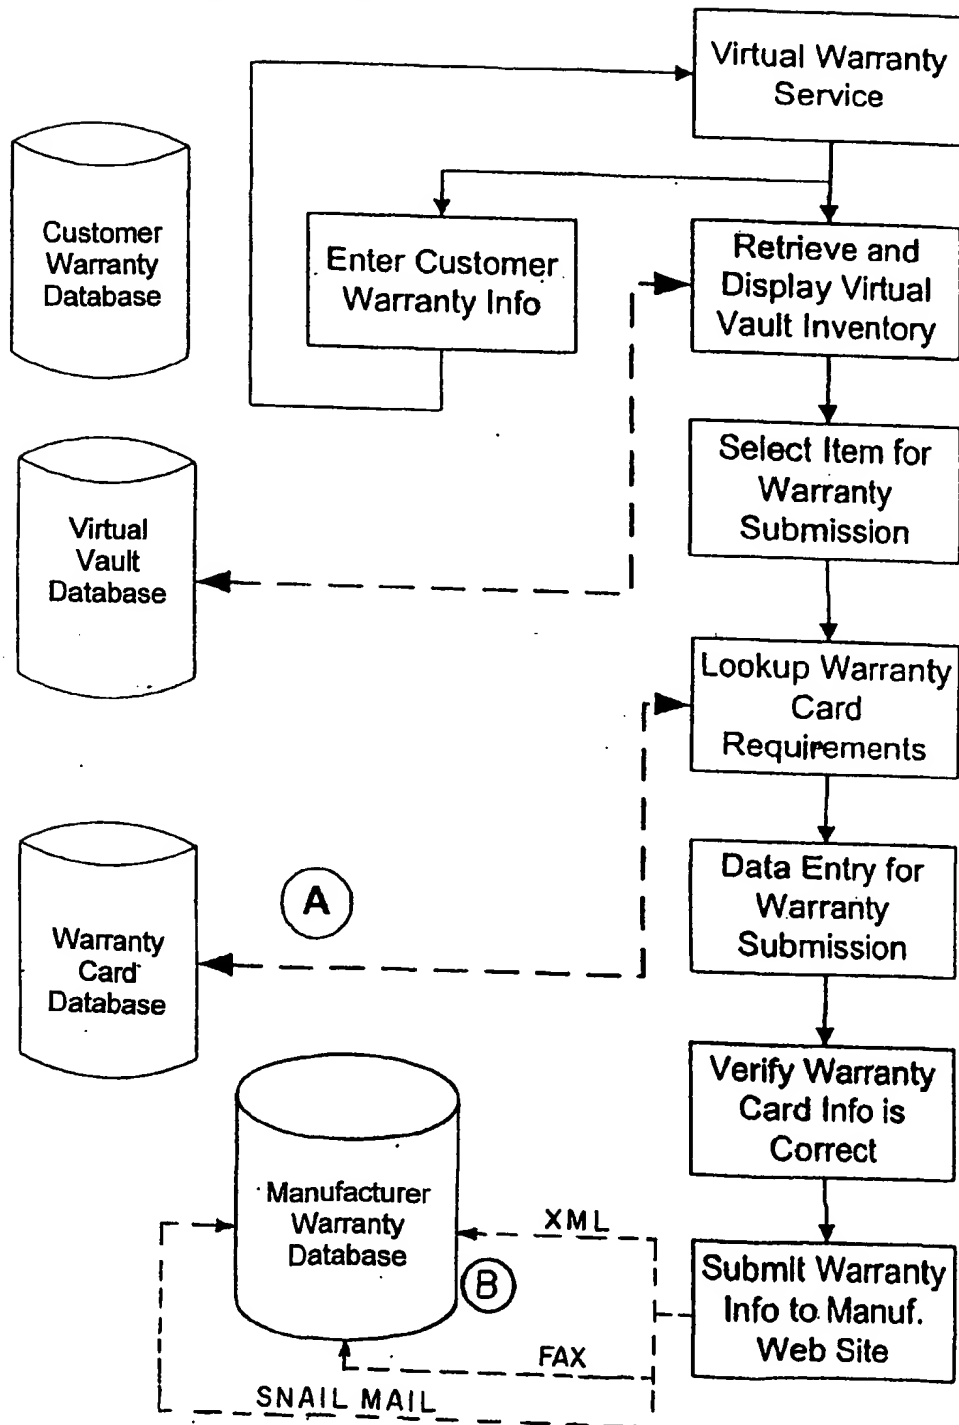 Virtual Warranty
Service
Customer
Warranty
Database
Enter Customer
Warranty Info
Retrieve and
Display Virtual
Vault Inventory
Select Item for
Warranty
Submission
Virtual
Vault
Database
Lookup Warranty
Card
Requirements
A
Data Entry for
Warranty
Submission
Warranty
Card
Database
Verify Warranty
Card Info is
Correct
Manufacturer
Warranty
Database
XML
B
Submit Warranty
Info to Manuf.
Web Site
FAX
SNAIL MAIL